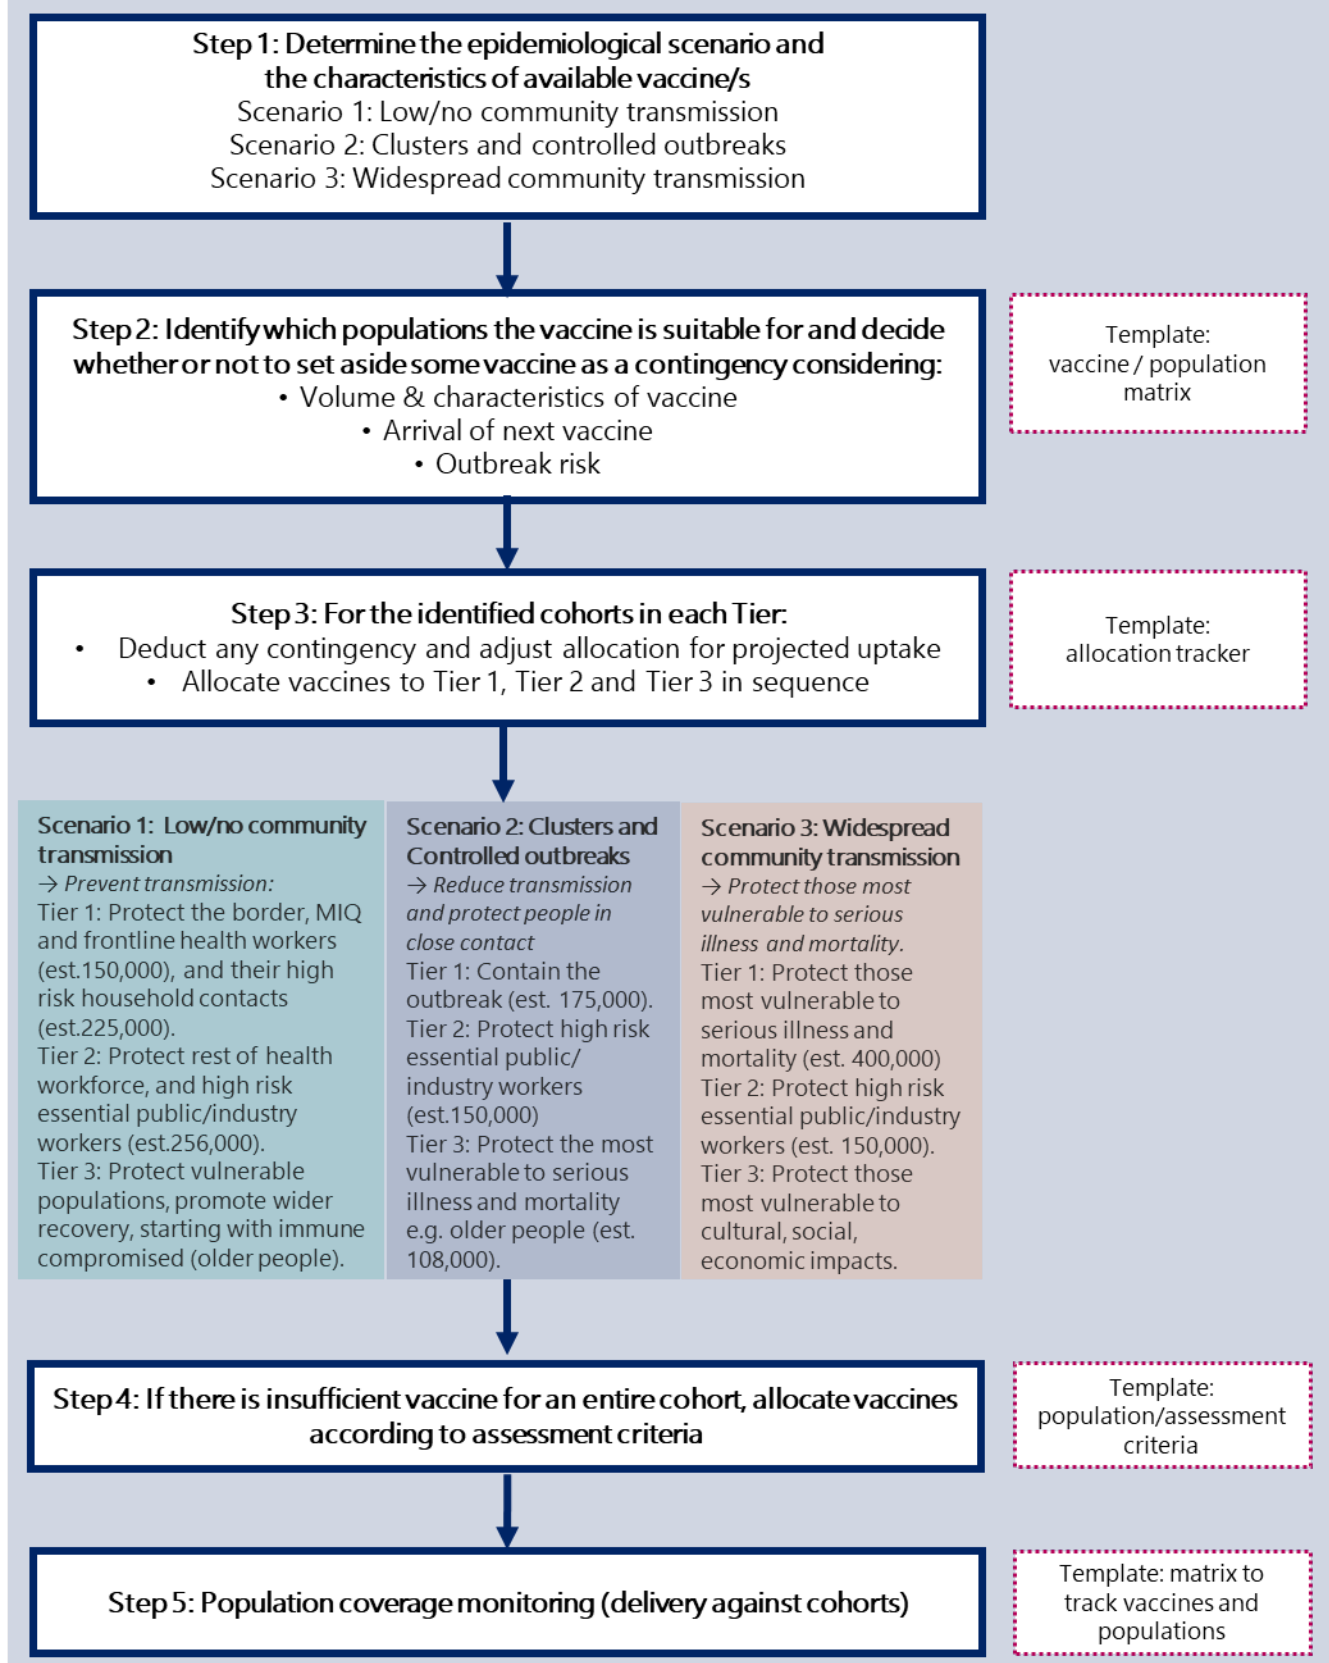 Step 1: Determine the epidemiological scenario and
the characteristics of available vaccine/s
Scenario 1: Low/no community transmission
Scenario 2: Clusters and controlled outbreaks
Scenario 3: Widespread community transmission
Step 2: Identify which populations the vaccine is suitable for and decide
whether or not to set aside some vaccine as a contingency considering:
• Volume & characteristics of vaccine
• Arrival of next vaccine
• Outbreak risk
Template:
vaccine / population
matrix
Step 3: For the identified cohorts in each Tier:
• Deduct any contingency and adjust allocation for projected uptake
• Allocate vaccines to Tier 1, Tier 2 and Tier 3 in sequence
Template:
allocation tracker
Scenario 1: Low/no community
transmission
→ Prevent transmission:
Tier 1: Protect the border, MIQ
and frontline health workers
(est.150,000), and their high
risk household contacts
(est.225,000).
Tier 2: Protect rest of health
workforce, and high risk
essential public/industry
workers (est.256,000).
Tier 3: Protect vulnerable
populations, promote wider
recovery, starting with immune
compromised (older people).
Scenario 2: Clusters and
Controlled outbreaks
→ Reduce transmission
and protect people in
close contact
Tier 1: Contain the
outbreak (est. 175,000).
Tier 2: Protect high risk
essential public/
industry workers
(est.150,000)
Tier 3: Protect the most
vulnerable to serious
illness and mortality
e.g. older people (est.
108,000).
Scenario 3: Widespread
community transmission
→ Protect those most
vulnerable to serious
illness and mortality.
Tier 1: Protect those
most vulnerable to
serious illness and
mortality (est. 400,000)
Tier 2: Protect high risk
essential public/industry
workers (est. 150,000).
Tier 3: Protect those
most vulnerable to
cultural, social,
economic impacts.
Step 4: If there is insufficient vaccine for an entire cohort, allocate vaccines
according to assessment criteria
Template:
population/assessment
criteria
Step 5: Population coverage monitoring (delivery against cohorts)
Template: matrix to
track vaccines and
populations